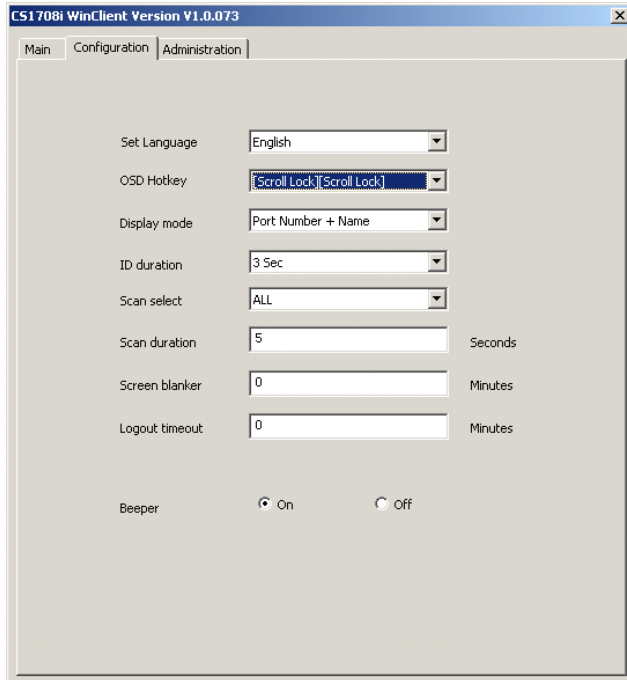 CS1708i WinClient Version V1.0.073
Main Configuration Administration
Set Language English
OSD Hotkey [Scroll Lock][Scroll Lock]
Display mode Port Number + Name
ID duration 3 Sec
Scan select ALL
Scan duration 5 Seconds
Screen blanker 0 Minutes
Logout timeout 0 Minutes
Beeper On Off